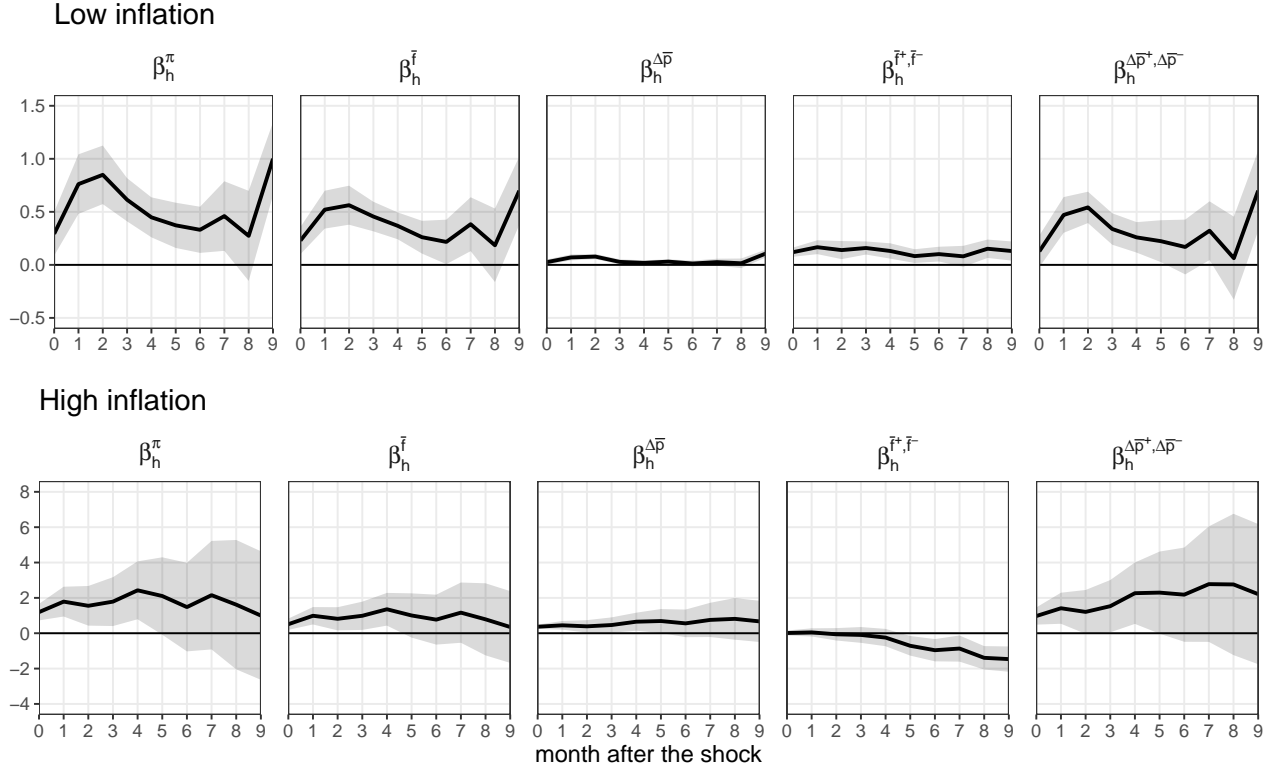 Low inflation
β_h^π β_h^f̄ β_h^Δp̄ β_h^f̄⁺,f̄⁻ β_h^Δp̄⁺,Δp̄⁻
1.5
1.0
0.5
0.0
−0.5
0 1 2 3 4 5 6 7 8 9 0 1 2 3 4 5 6 7 8 9 0 1 2 3 4 5 6 7 8 9 0 1 2 3 4 5 6 7 8 9 0 1 2 3 4 5 6 7 8 9
High inflation
β_h^π β_h^f̄ β_h^Δp̄ β_h^f̄⁺,f̄⁻ β_h^Δp̄⁺,Δp̄⁻
8
6
4
2
0
−2
−4
0 1 2 3 4 5 6 7 8 9 0 1 2 3 4 5 6 7 8 9 0 1 2 3 4 5 6 7 8 9 0 1 2 3 4 5 6 7 8 9 0 1 2 3 4 5 6 7 8 9
month after the shock